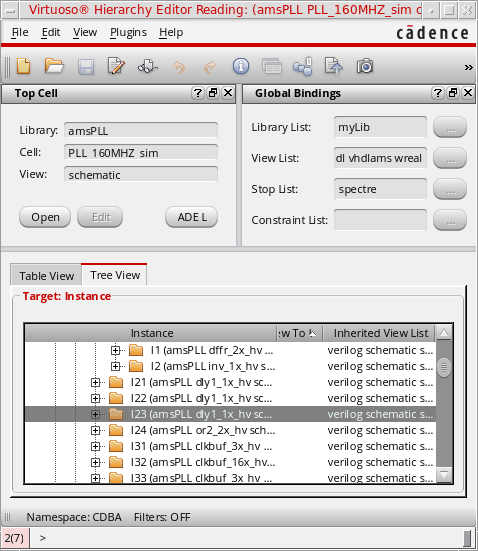 Virtuoso® Hierarchy Editor Reading: (amsPLL PLL_160MHZ_sim c
File Edit View Plugins Help
cādence
»
Top Cell
Library: amsPLL
Cell: PLL_160MHZ_sim
View: schematic
Open Edit ADE L
Global Bindings
Library List: myLib ...
View List: dl vhdlams wreal ...
Stop List: spectre ...
Constraint List: ...
Table View Tree View
Target: Instance
Instance w To Inherited View List
I1 (amsPLL dffr_2x_hv ... verilog schematic s...
I2 (amsPLL inv_1x_hv s... verilog schematic s...
I21 (amsPLL dly1_1x_hv sc... verilog schematic s...
I22 (amsPLL dly1_1x_hv sc... verilog schematic s...
I23 (amsPLL dly1_1x_hv sc... verilog schematic s...
I24 (amsPLL or2_2x_hv sch... verilog schematic s...
I31 (amsPLL clkbuf_3x_hv ... verilog schematic s...
I32 (amsPLL clkbuf_16x_hv ... verilog schematic s...
I33 (amsPLL clkbuf_3x_hv s... verilog schematic s...
Namespace: CDBA Filters: OFF
2(7) >